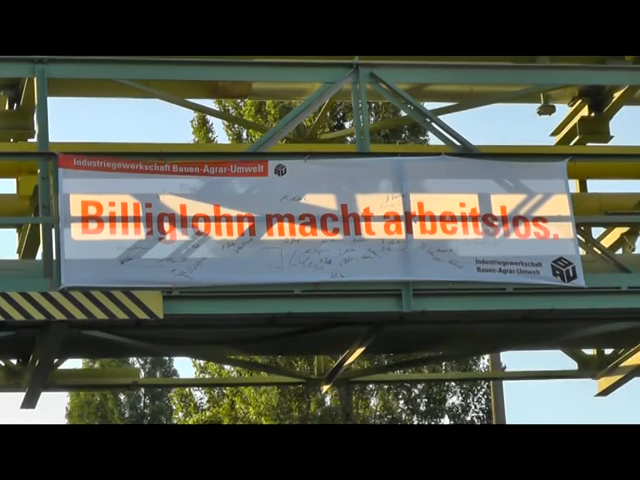 Industriegewerkschaft Bauen-Agrar-Umwelt
Billiglohn macht arbeitslos.
Industriegewerkschaft
Bauen-Agrar-Umwelt